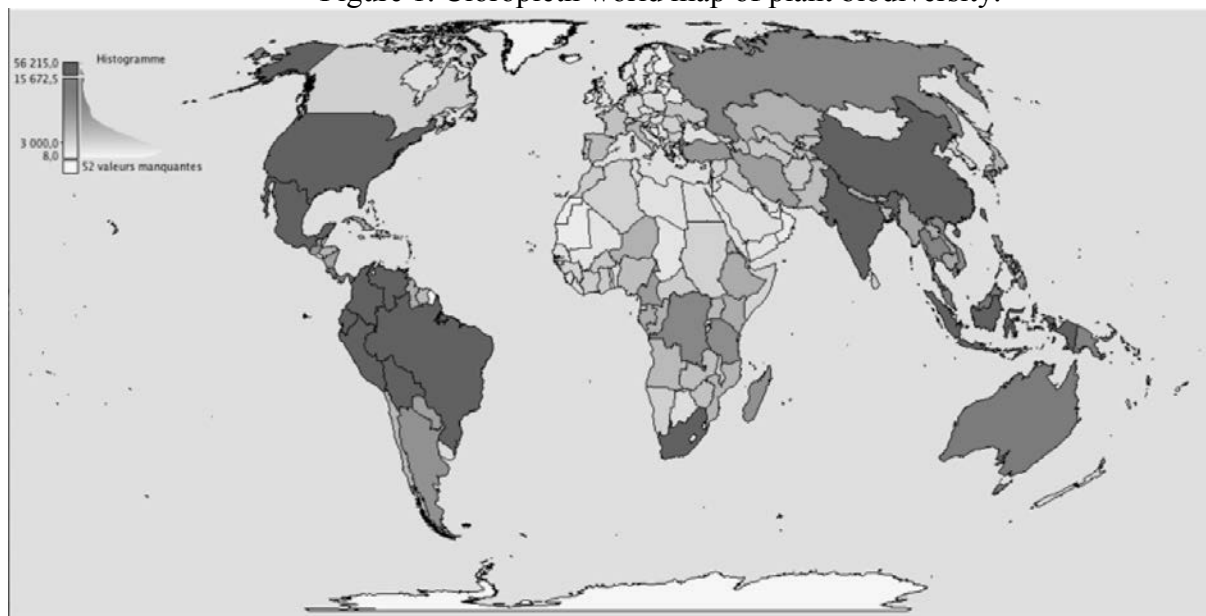 Figure 1. Cloropleth world map of plant biodiversity.
Histogramme
56 215,0
15 672,5
3 000,0
8,0
52 valeurs manquantes